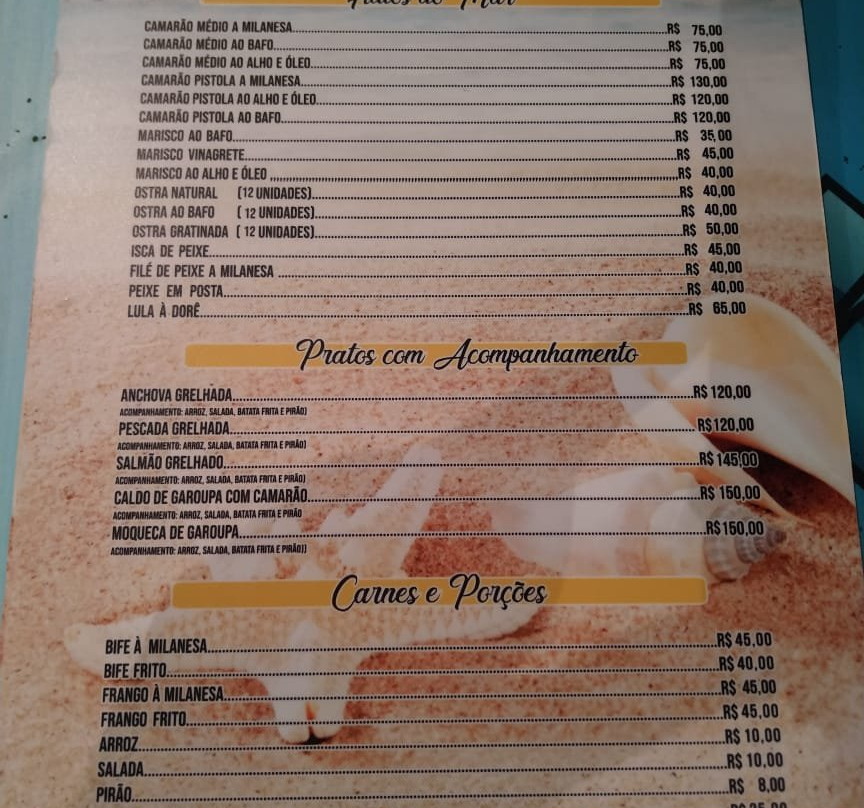 Frutos do Mar
CAMARÃO MÉDIO A MILANESA R$ 75,00
CAMARÃO MÉDIO AO BAFO R$ 75,00
CAMARÃO MÉDIO AO ALHO E ÓLEO R$ 75,00
CAMARÃO PISTOLA A MILANESA R$ 130,00
CAMARÃO PISTOLA AO ALHO E ÓLEO R$ 120,00
CAMARÃO PISTOLA AO BAFO R$ 120,00
MARISCO AO BAFO R$ 35,00
MARISCO VINAGRETE R$ 45,00
MARISCO AO ALHO E ÓLEO R$ 40,00
OSTRA NATURAL (12 UNIDADES) R$ 40,00
OSTRA AO BAFO ( 12 UNIDADES) R$ 40,00
OSTRA GRATINADA ( 12 UNIDADES) R$ 50,00
ISCA DE PEIXE R$ 45,00
FILÉ DE PEIXE A MILANESA R$ 40,00
PEIXE EM POSTA R$ 40,00
LULA À DORÊ R$ 65,00
Pratos com Acompanhamento
ANCHOVA GRELHADA R$ 120,00
ACOMPANHAMENTO: ARROZ, SALADA, BATATA FRITA E PIRÃO)
PESCADA GRELHADA R$120,00
ACOMPANHAMENTO: ARROZ, SALADA, BATATA FRITA E PIRÃO)
SALMÃO GRELHADO R$ 145,00
ACOMPANHAMENTO: ARROZ, SALADA, BATATA FRITA E PIRÃO)
CALDO DE GAROUPA COM CAMARÃO R$ 150,00
ACOMPANHAMENTO: ARROZ, SALADA, BATATA FRITA E PIRÃO
MOQUECA DE GAROUPA R$ 150,00
ACOMPANHAMENTO: ARROZ, SALADA, BATATA FRITA E PIRÃO))
Carnes e Porções
BIFE À MILANESA R$ 45,00
BIFE FRITO R$ 40,00
FRANGO À MILANESA R$ 45,00
FRANGO FRITO R$ 45,00
ARROZ R$ 10,00
SALADA R$ 10,00
PIRÃO R$ 8,00